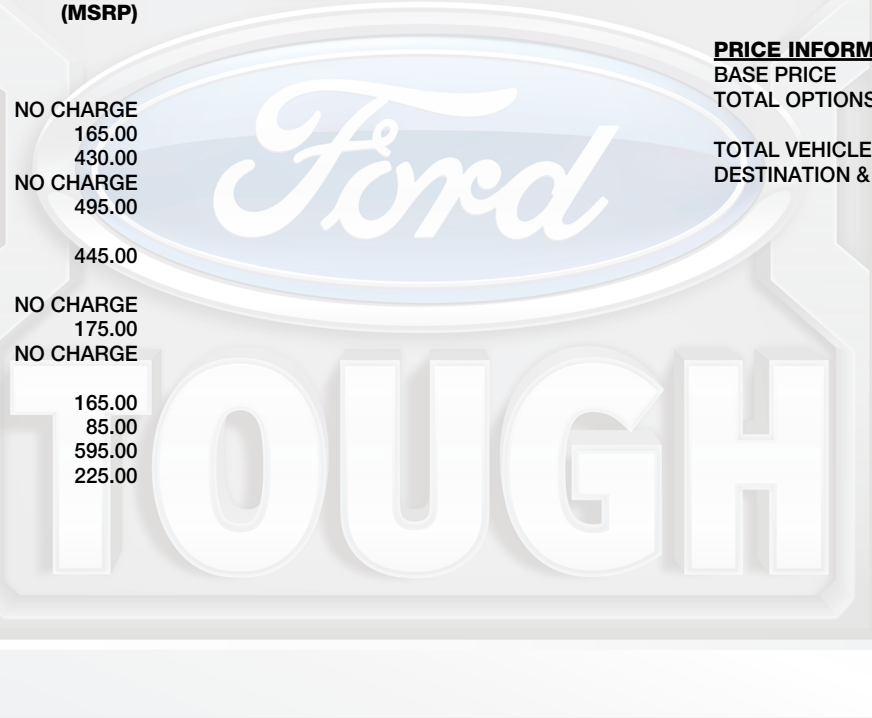 (MSRP)
NO CHARGE
165.00
430.00
NO CHARGE
495.00
445.00
NO CHARGE
175.00
NO CHARGE
165.00
85.00
595.00
225.00
PRICE INFORM
BASE PRICE
TOTAL OPTIONS
TOTAL VEHICLE
DESTINATION &
Ford
TOUGH